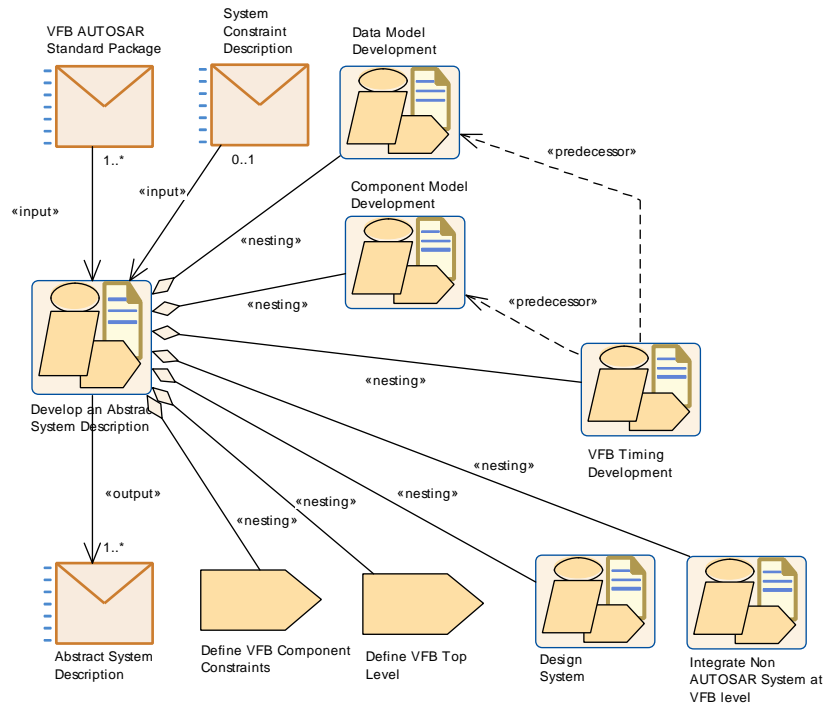 VFB AUTOSAR
Standard Package
System
Constraint
Description
Data Model
Development
1..*
0..1
«predecessor»
«input»
Component Model
Development
«input»
«nesting»
«nesting»
«predecessor»
«nesting»
Develop an Abstract
System Description
VFB Timing
Development
«nesting»
«output»
«nesting»
«nesting»
«nesting»
1..*
Abstract System
Description
Define VFB Component
Constraints
Define VFB Top
Level
Design
System
Integrate Non
AUTOSAR System at
VFB level